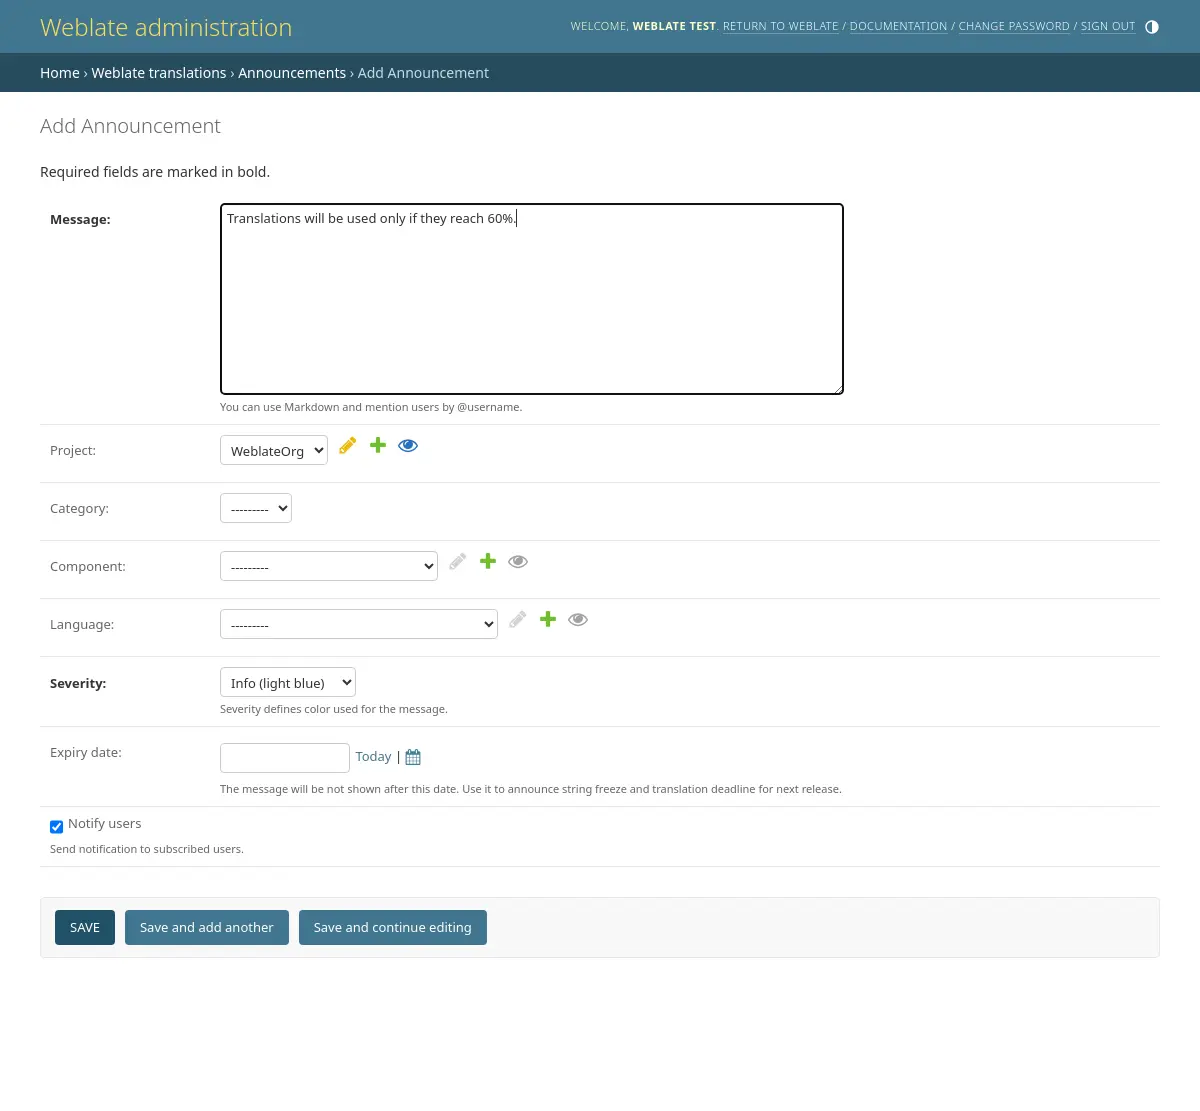 Weblate administration
WELCOME, WEBLATE TEST. RETURN TO WEBLATE / DOCUMENTATION / CHANGE PASSWORD / SIGN OUT
Home › Weblate translations › Announcements › Add Announcement
Add Announcement
Required fields are marked in bold.
Message:
Translations will be used only if they reach 60%.
You can use Markdown and mention users by @username.
Project:
WeblateOrg
Category:
---------
Component:
---------
Language:
---------
Severity:
Info (light blue)
Severity defines color used for the message.
Expiry date:
Today |
The message will be not shown after this date. Use it to announce string freeze and translation deadline for next release.
Notify users
Send notification to subscribed users.
SAVE
Save and add another
Save and continue editing